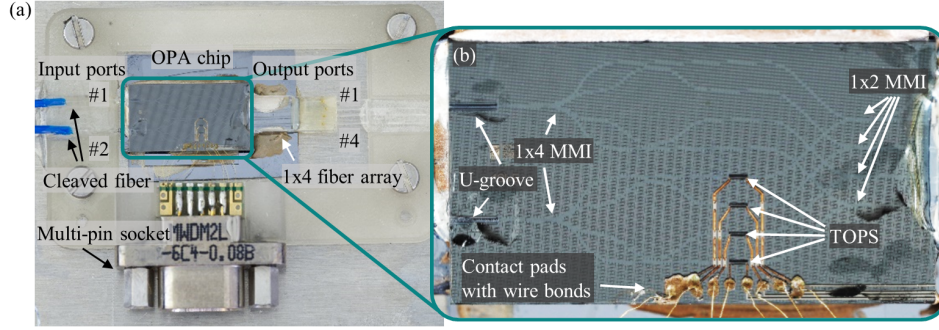 (a)
OPA chip
Input ports
Output ports
#1
#1
#2
#4
Cleaved fiber
1x4 fiber array
Multi-pin socket
MWDM2L
-6C4-0.08B
(b)
1x2 MMI
1x4 MMI
U-groove
TOPS
Contact pads
with wire bonds